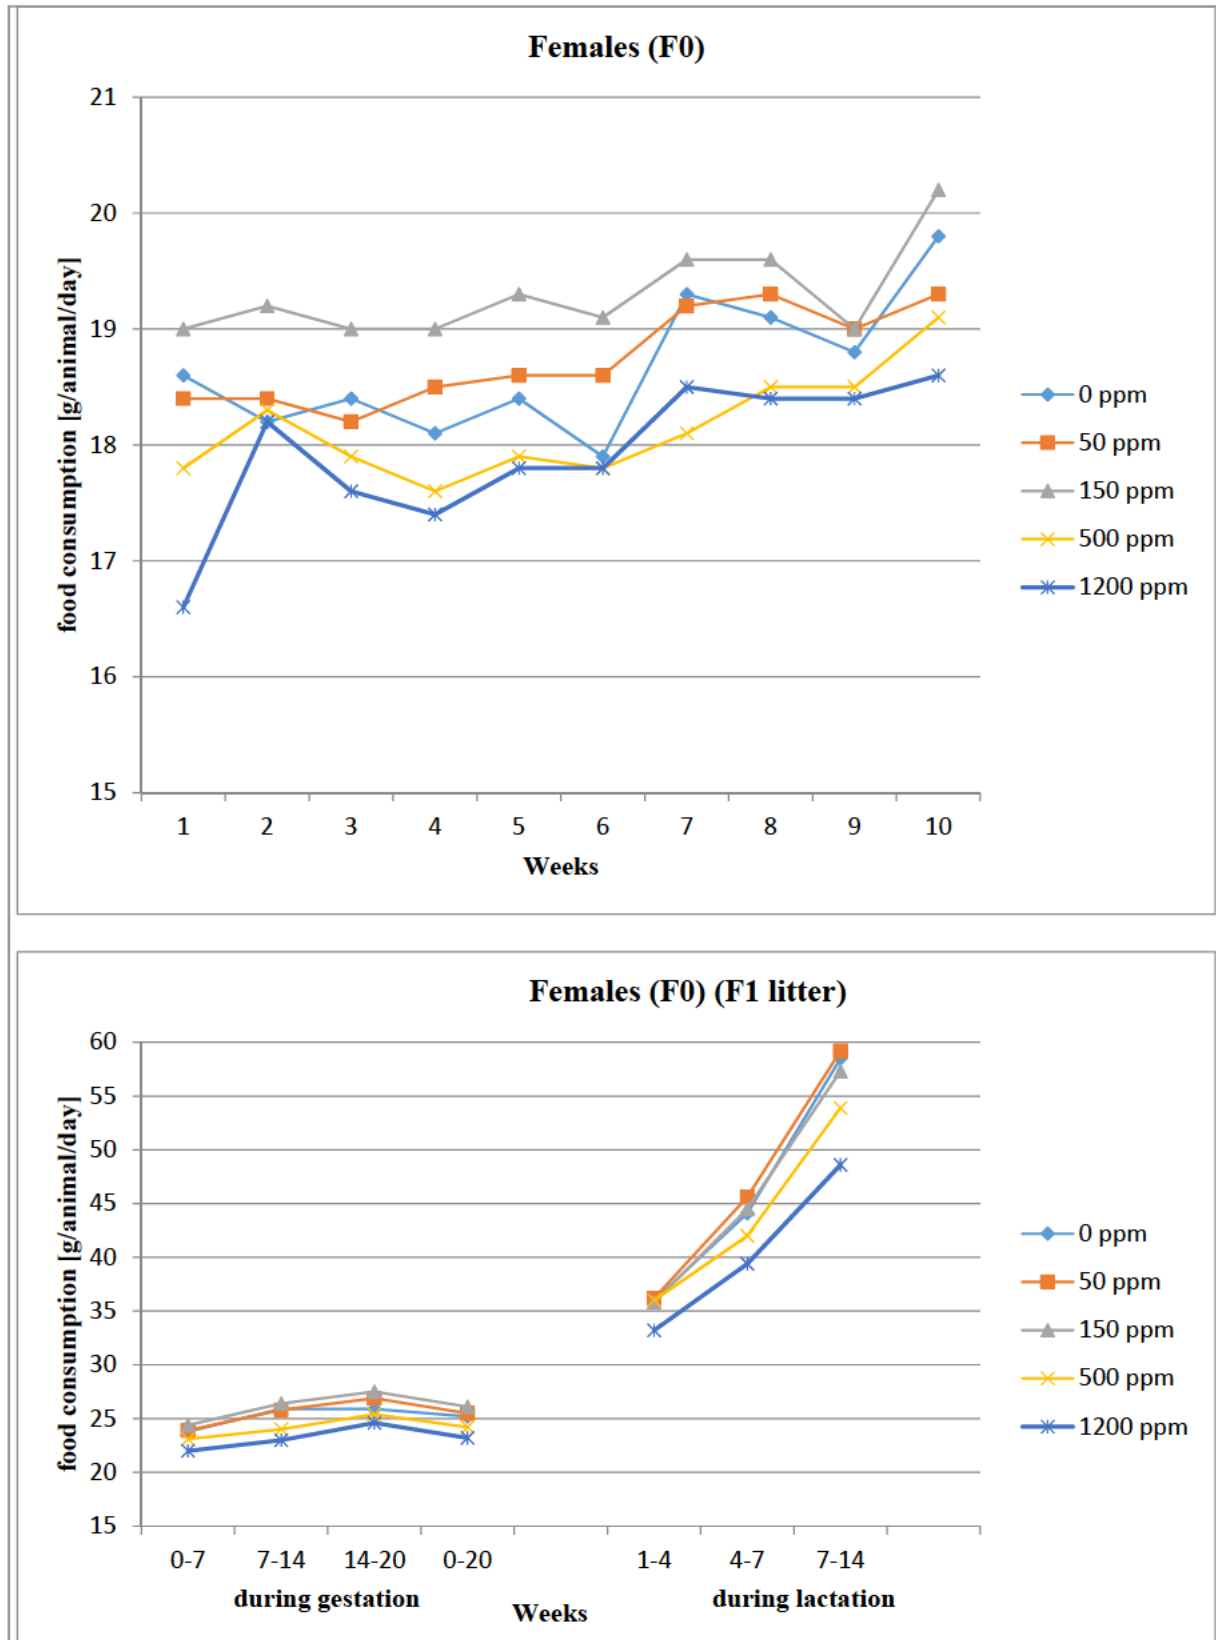 Females (F0)
food consumption [g/animal/day]
21
20
19
18
17
16
15
1 2 3 4 5 6 7 8 9 10
Weeks
0 ppm
50 ppm
150 ppm
500 ppm
1200 ppm
Females (F0) (F1 litter)
food consumption [g/animal/day]
60
55
50
45
40
35
30
25
20
15
0-7 7-14 14-20 0-20 1-4 4-7 7-14
during gestation Weeks during lactation
0 ppm
50 ppm
150 ppm
500 ppm
1200 ppm